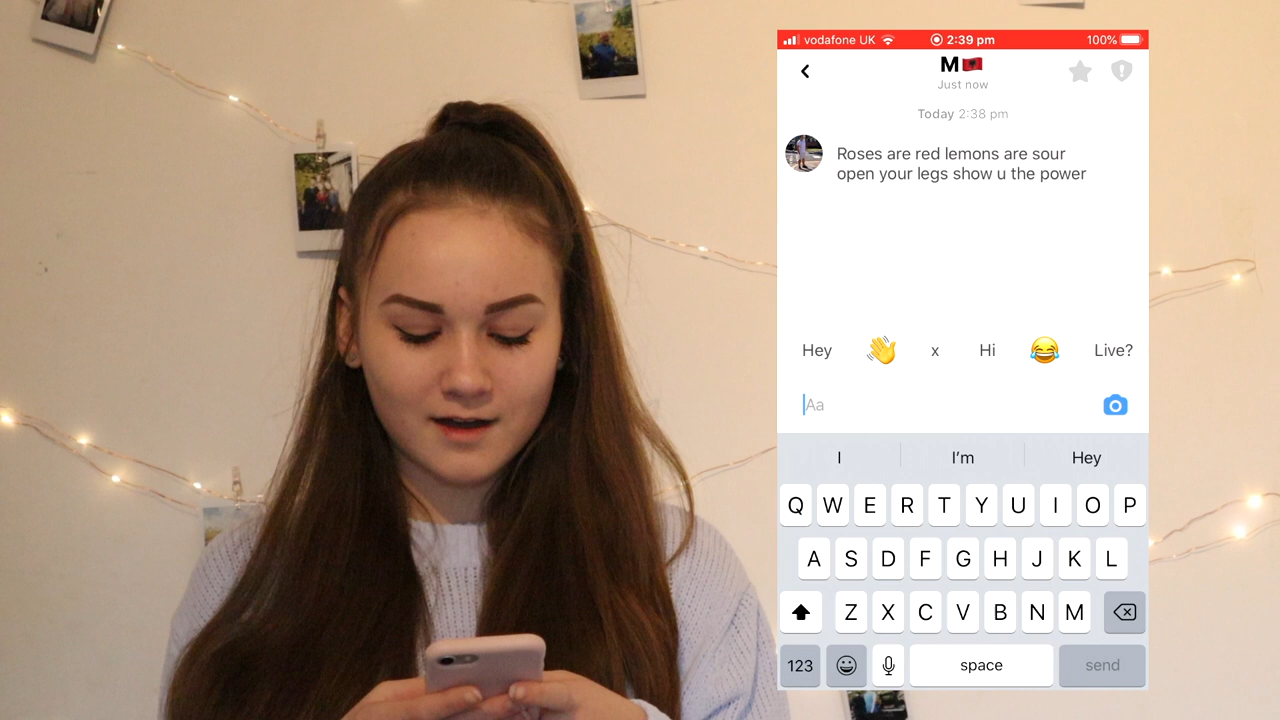 vodafone UK 2:39 pm 100%
M🇦🇱
Just now
Today 2:38 pm
Roses are red lemons are sour
open your legs show u the power
Hey 👋 x Hi 😂 Live?
Aa
I I'm Hey
Q W E R T Y U I O P
A S D F G H J K L
Z X C V B N M
123 space send